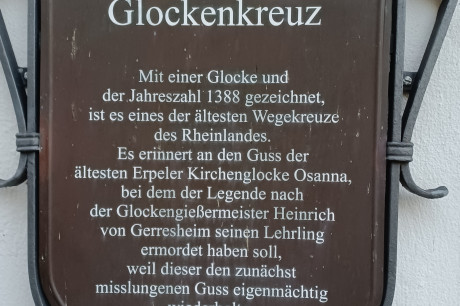 Glockenkreuz
Mit einer Glocke und
der Jahreszahl 1388 gezeichnet,
ist es eines der ältesten Wegekreuze
des Rheinlandes.
Es erinnert an den Guss der
ältesten Erpeler Kirchenglocke Osanna,
bei dem der Legende nach
der Glockengießermeister Heinrich
von Gerresheim seinen Lehrling
ermordet haben soll,
weil dieser den zunächst
misslungenen Guss eigenmächtig